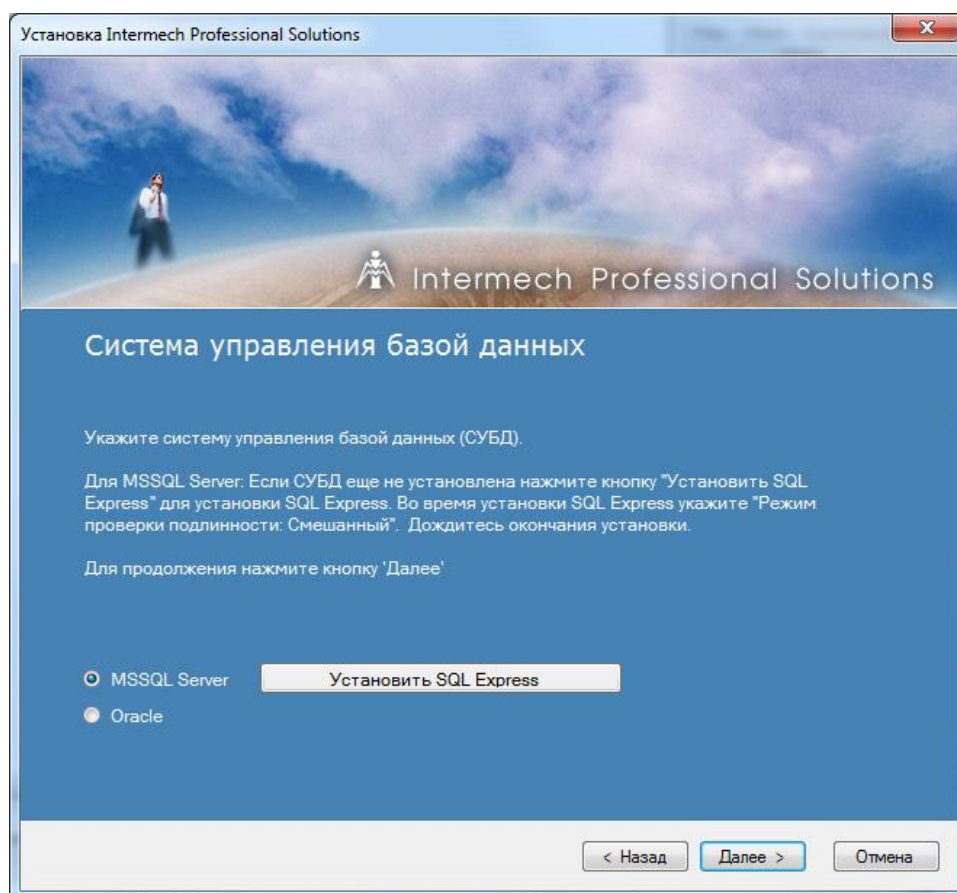 Установка Intermech Professional Solutions
Intermech Professional Solutions
Система управления базой данных
Укажите систему управления базой данных (СУБД).
Для MSSQL Server: Если СУБД еще не установлена нажмите кнопку "Установить SQL
Express" для установки SQL Express. Во время установки SQL Express укажите "Режим
проверки подлинности: Смешанный". Дождитесь окончания установки.
Для продолжения нажмите кнопку 'Далее'
MSSQL Server
Установить SQL Express
Oracle
< Назад
Далее >
Отмена